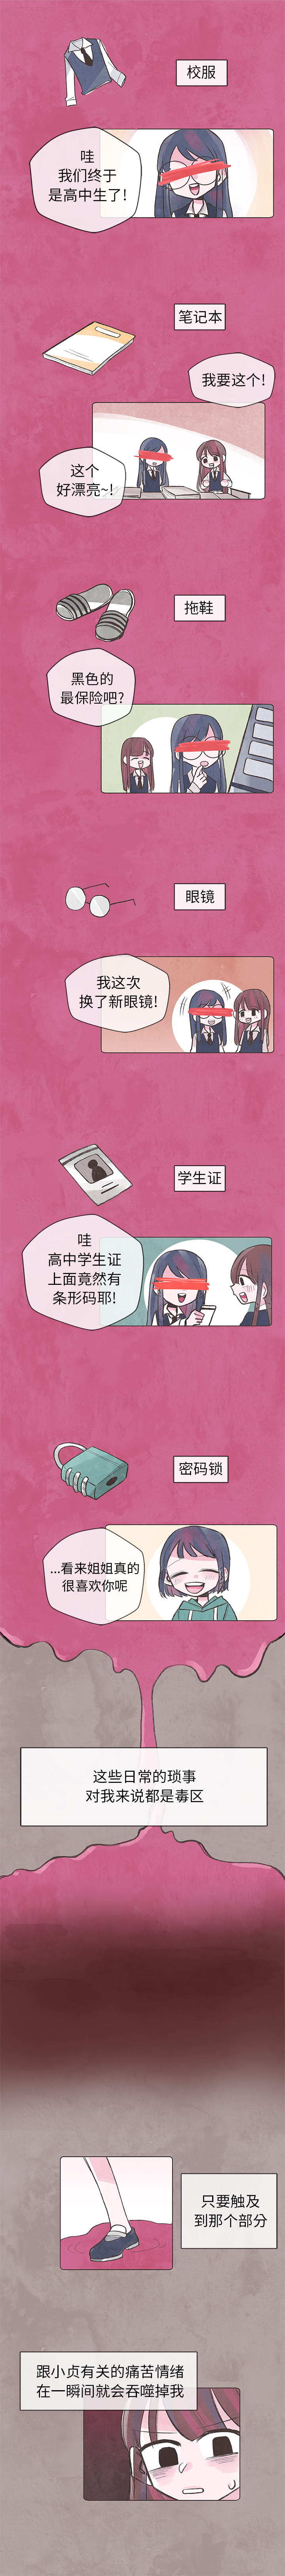 校服
哇
我们终于
是高中生了!
笔记本
我要这个!
这个
好漂亮~!
拖鞋
黑色的
最保险吧?
眼镜
我这次
换了新眼镜!
学生证
哇
高中学生证
上面竟然有
条形码耶!
密码锁
...看来姐姐真的
很喜欢你呢
这些日常的琐事
对我来说都是毒区
只要触及
到那个部分
跟小贞有关的痛苦情绪
在一瞬间就会吞噬掉我